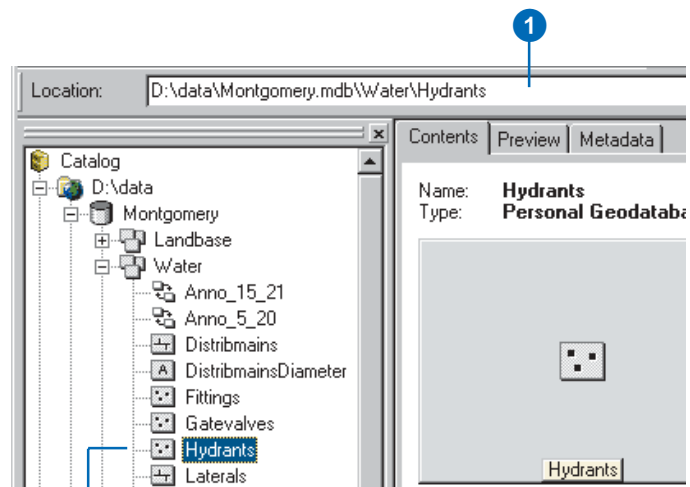 1
Location: D:\data\Montgomery.mdb\Water\Hydrants
Contents Preview Metadata
Catalog
D:\data
Montgomery
Landbase
Water
Anno_15_21
Anno_5_20
Distribmains
A DistribmainsDiameter
Fittings
Gatevalves
Hydrants
Laterals
Name: Hydrants
Type: Personal Geodataba
Hydrants